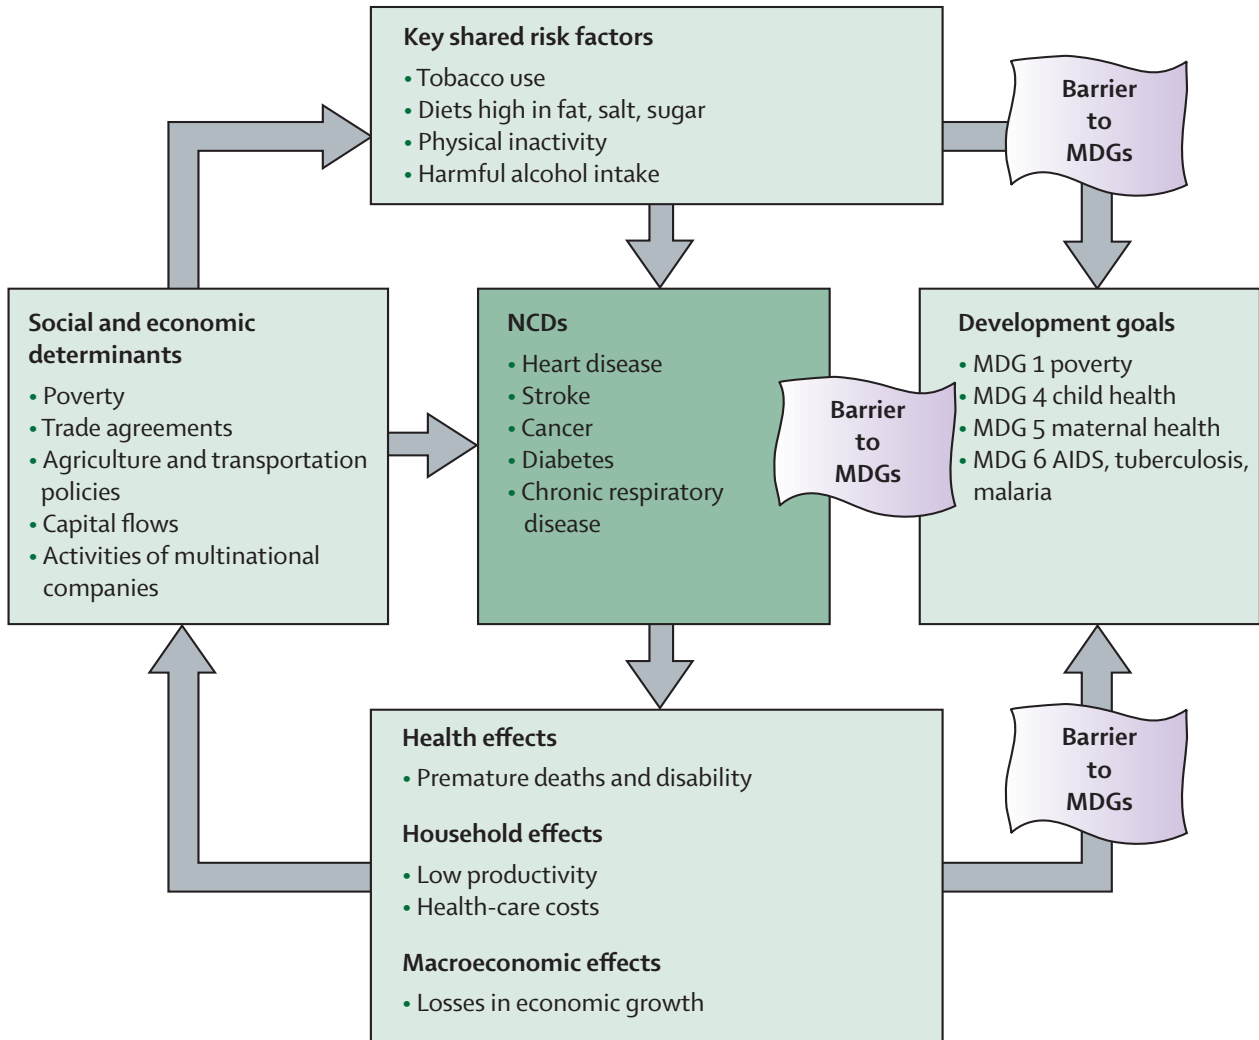 Key shared risk factors
• Tobacco use
• Diets high in fat, salt, sugar
• Physical inactivity
• Harmful alcohol intake
Barrier
to
MDGs
Social and economic
determinants
• Poverty
• Trade agreements
• Agriculture and transportation
policies
• Capital flows
• Activities of multinational
companies
NCDs
• Heart disease
• Stroke
• Cancer
• Diabetes
• Chronic respiratory
disease
Barrier
to
MDGs
Development goals
• MDG 1 poverty
• MDG 4 child health
• MDG 5 maternal health
• MDG 6 AIDS, tuberculosis,
malaria
Health effects
• Premature deaths and disability
Household effects
• Low productivity
• Health-care costs
Macroeconomic effects
• Losses in economic growth
Barrier
to
MDGs